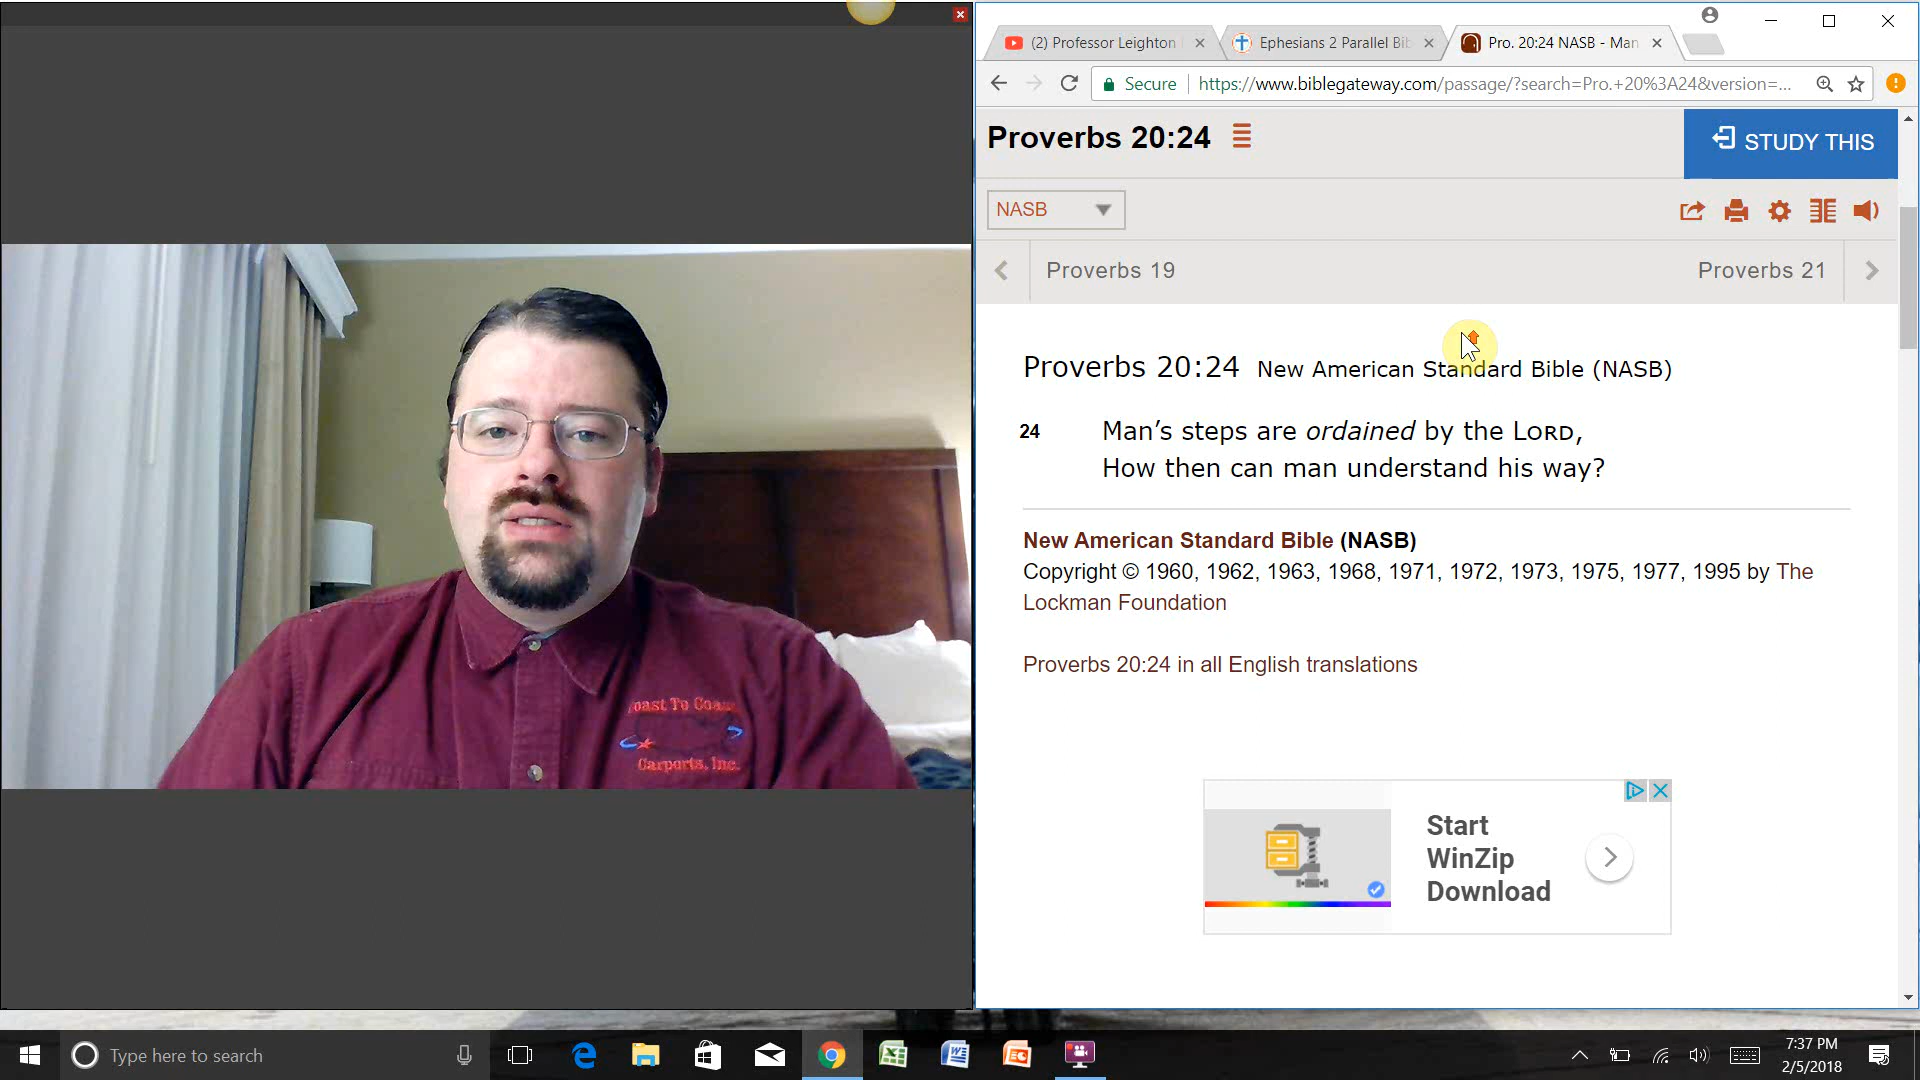 (2) Professor Leighton
Ephesians 2 Parallel Bib
Pro. 20:24 NASB - Man
Secure
https://www.biblegateway.com/passage/?search=Pro.+20%3A24&version=...
Proverbs 20:24
STUDY THIS
NASB
Proverbs 19
Proverbs 21
Proverbs 20:24 New American Standard Bible (NASB)
24 Man’s steps are ordained by the LORD,
How then can man understand his way?
New American Standard Bible (NASB)
Copyright © 1960, 1962, 1963, 1968, 1971, 1972, 1973, 1975, 1977, 1995 by The
Lockman Foundation
Proverbs 20:24 in all English translations
Start
WinZip
Download
oast To Coas
Carports, Inc.
Type here to search
7:37 PM
2/5/2018